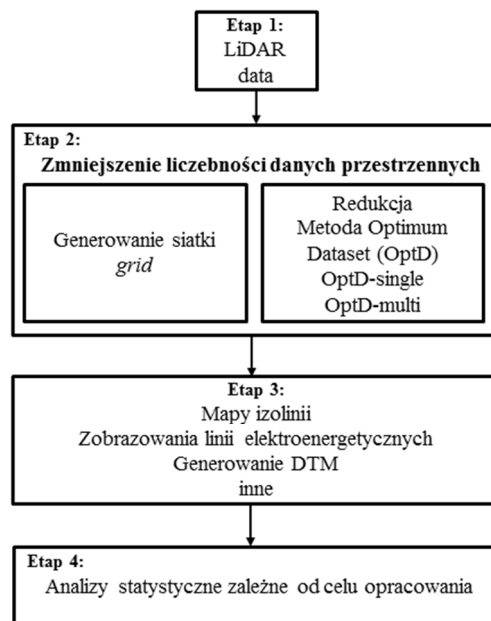 Etap 1:
LiDAR
data
Etap 2:
Zmniejszenie liczebności danych przestrzennych
Generowanie siatki
grid
Redukcja
Metoda Optimum
Dataset (OptD)
OptD-single
OptD-multi
Etap 3:
Mapy izolinii
Zobrazowania linii elektroenergetycznych
Generowanie DTM
inne
Etap 4:
Analizy statystyczne zależne od celu opracowania